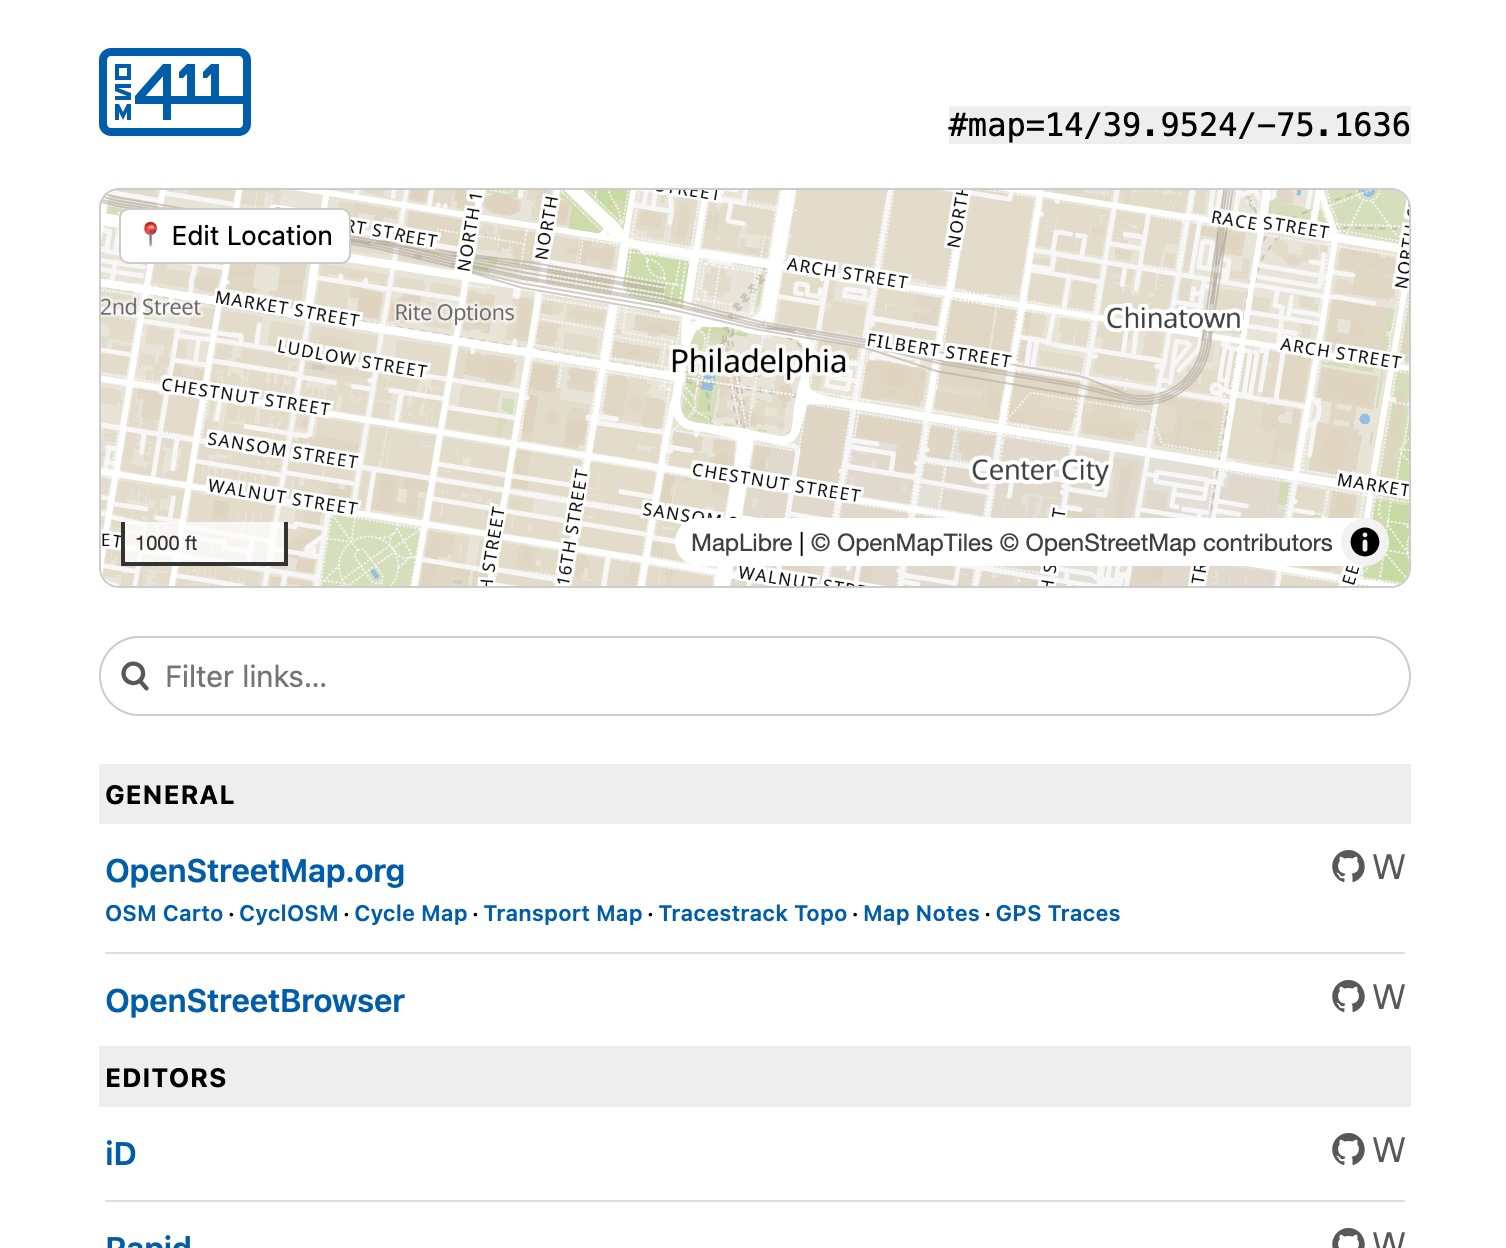 OSM 411
#map=14/39.9524/-75.1636
STREET
📍 Edit Location
RT STREET
NORTH 1
NORTH
NORTH
RACE STREET
ARCH STREET
2nd Street
MARKET STREET
Rite Options
Chinatown
LUDLOW STREET
Philadelphia
FILBERT STREET
ARCH STREET
CHESTNUT STREET
SANSOM STREET
CHESTNUT STREET
Center City
MARKET
WALNUT STREET
SANSOM
H STREET
16TH STREET
ET
1000 ft
MapLibre | © OpenMapTiles © OpenStreetMap contributors
WALNUT STRE
Filter links...
GENERAL
OpenStreetMap.org
W
OSM Carto · CyclOSM · Cycle Map · Transport Map · Tracestrack Topo · Map Notes · GPS Traces
OpenStreetBrowser
W
EDITORS
iD
W
Rapid
W